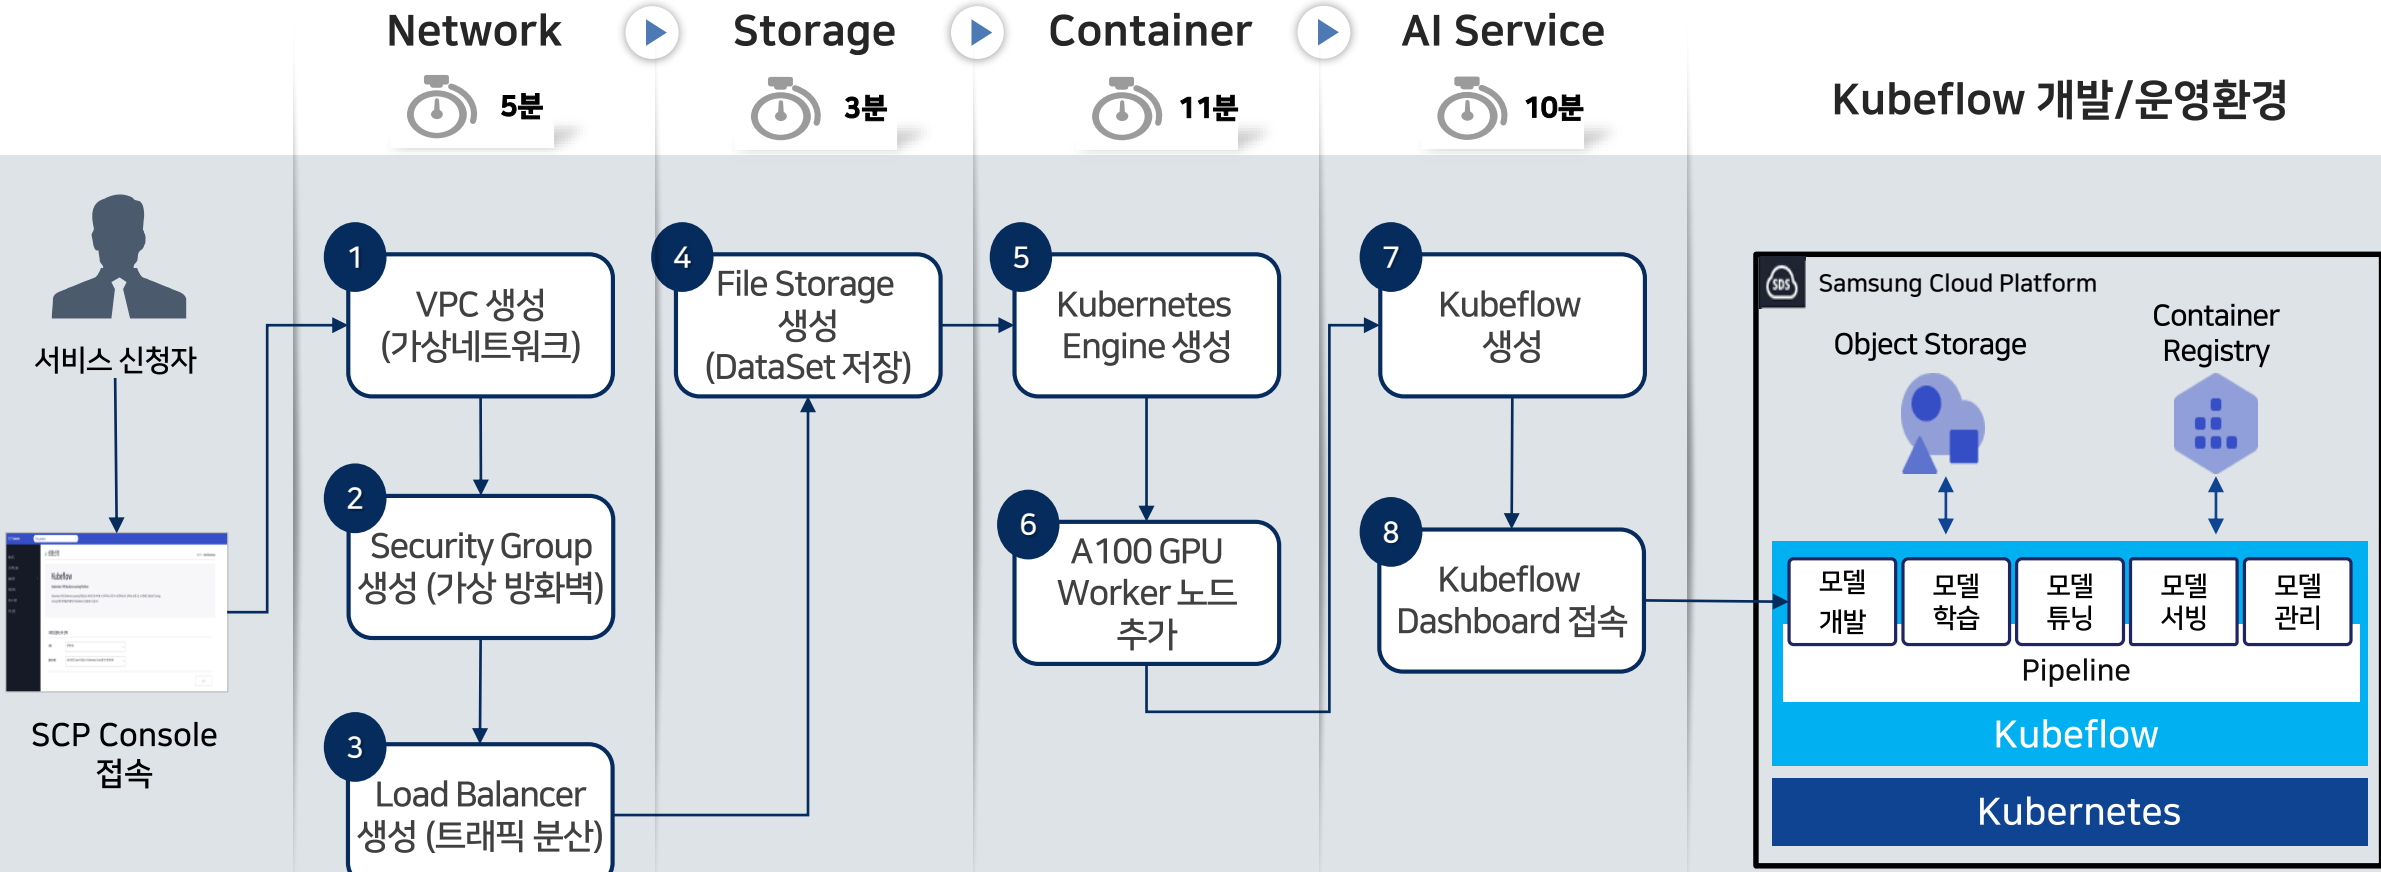 Network
Storage
Container
AI Service
5분
3분
11분
10분
Kubeflow 개발/운영환경
서비스 신청자
SCP Console
접속
Kubeflow
1
VPC 생성
(가상네트워크)
2
Security Group
생성 (가상 방화벽)
3
Load Balancer
생성 (트래픽 분산)
4
File Storage
생성
(DataSet 저장)
5
Kubernetes
Engine 생성
6
A100 GPU
Worker 노드
추가
7
Kubeflow
생성
8
Kubeflow
Dashboard 접속
SDS
Samsung Cloud Platform
Object Storage
Container
Registry
모델
개발
모델
학습
모델
튜닝
모델
서빙
모델
관리
Pipeline
Kubeflow
Kubernetes